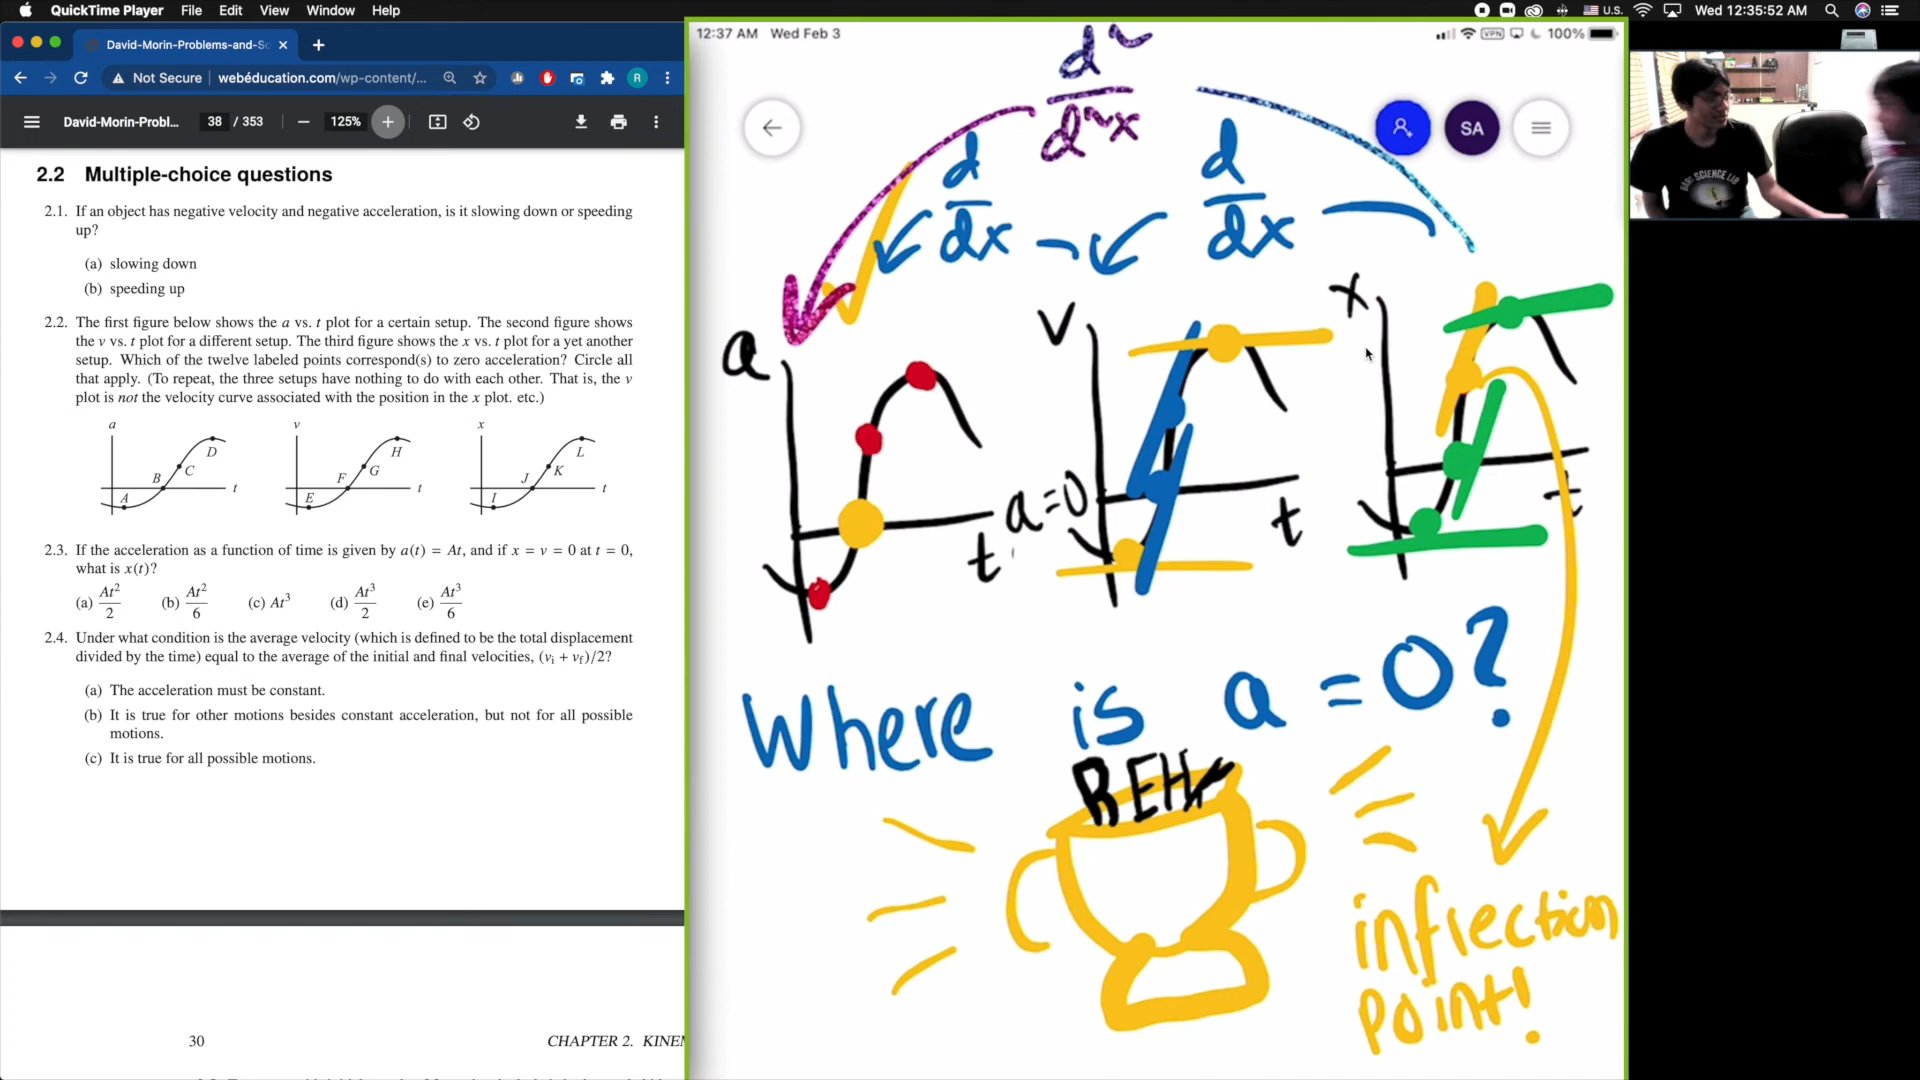 QuickTime Player File Edit View Window Help
U.S. Wed 12:35:52 AM
David-Morin-Problems-and-So
Not Secure webéducation.com/wp-content/...
R
David-Morin-Probl... 38 / 353 125%
2.2 Multiple-choice questions
2.1. If an object has negative velocity and negative acceleration, is it slowing down or speeding
up?
(a) slowing down
(b) speeding up
2.2. The first figure below shows the a vs. t plot for a certain setup. The second figure shows
the v vs. t plot for a different setup. The third figure shows the x vs. t plot for a yet another
setup. Which of the twelve labeled points correspond(s) to zero acceleration? Circle all
that apply. (To repeat, the three setups have nothing to do with each other. That is, the v
plot is not the velocity curve associated with the position in the x plot. etc.)
a v x
D H L
B C F G J K
A t E t I t
2.3. If the acceleration as a function of time is given by a(t) = At, and if x = v = 0 at t = 0,
what is x(t)?
(a) At²/2 (b) At²/6 (c) At³ (d) At³/2 (e) At³/6
2.4. Under what condition is the average velocity (which is defined to be the total displacement
divided by the time) equal to the average of the initial and final velocities, (vi + vf)/2?
(a) The acceleration must be constant.
(b) It is true for other motions besides constant acceleration, but not for all possible
motions.
(c) It is true for all possible motions.
30 CHAPTER 2. KINE
12:37 AM Wed Feb 3 VPN 100%
SA
d²/d²x
d/dx d/dx
a v x
t a=0 t t
Where is a = 0?
BEH
inflection
point!